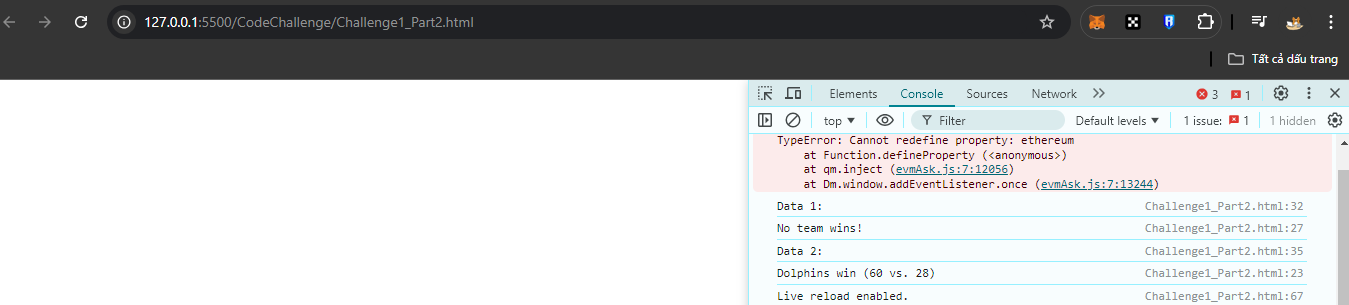 127.0.0.1:5500/CodeChallenge/Challenge1_Part2.html
Tất cả dấu trang
Elements Console Sources Network 3 1
top Filter Default levels 1 issue: 1 1 hidden
TypeError: Cannot redefine property: ethereum
at Function.defineProperty (<anonymous>)
at qm.inject (evmAsk.js:7:12056)
at Dm.window.addEventListener.once (evmAsk.js:7:13244)
Data 1: Challenge1_Part2.html:32
No team wins! Challenge1_Part2.html:27
Data 2: Challenge1_Part2.html:35
Dolphins win (60 vs. 28) Challenge1_Part2.html:23
Live reload enabled. Challenge1_Part2.html:67